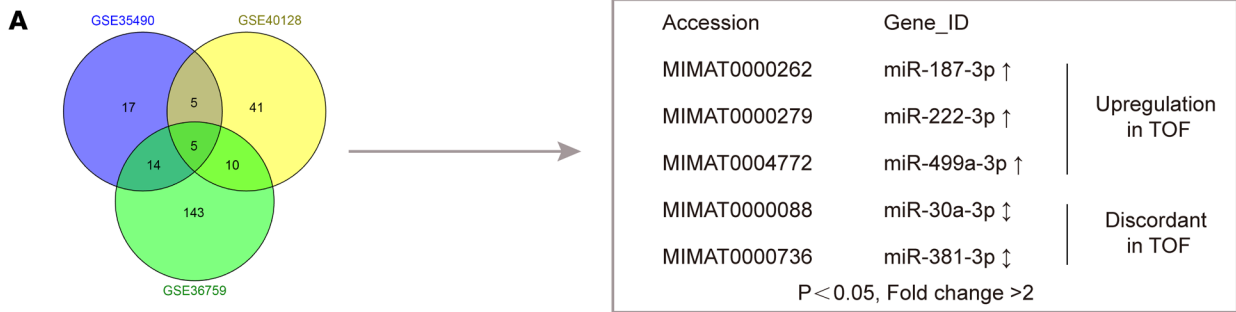 A
GSE35490
GSE40128
17
5
41
5
14
10
143
GSE36759
Accession Gene_ID
MIMAT0000262 miR-187-3p ↑
MIMAT0000279 miR-222-3p ↑
MIMAT0004772 miR-499a-3p ↑
Upregulation
in TOF
MIMAT0000088 miR-30a-3p ↕
MIMAT0000736 miR-381-3p ↕
Discordant
in TOF
P<0.05, Fold change >2